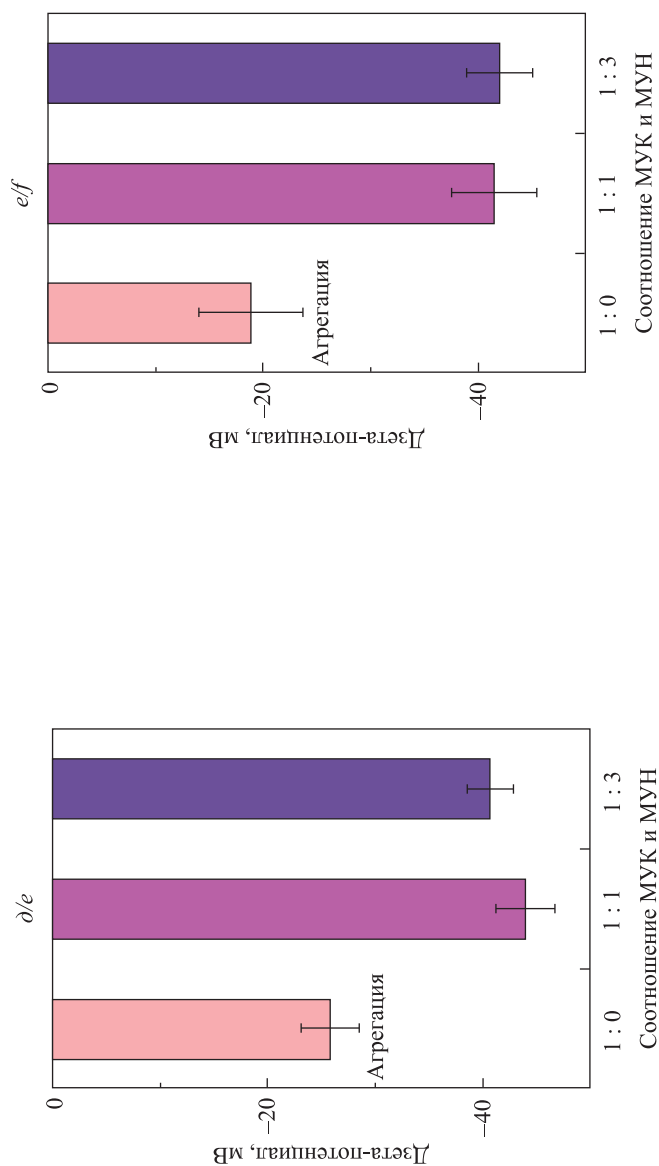 е/f
0
–20
–40
Дзета-потенциал, мВ
Агрегация
1 : 0
1 : 1
1 : 3
Соотношение МУК и МУН
д/e
0
–20
–40
Дзета-потенциал, мВ
Агрегация
1 : 0
1 : 1
1 : 3
Соотношение МУК и МУН